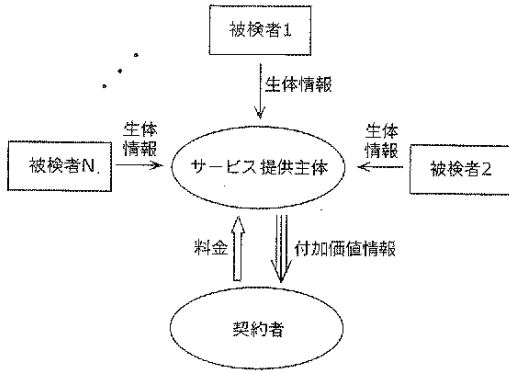 被検者1
生体情報
生体
情報
被検者N
サービス提供主体
生体
情報
被検者2
料金
付加価値情報
契約者